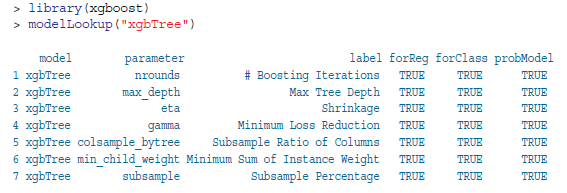 > library(xgboost)
> modelLookup("xgbTree")
model parameter label forReg forClass probModel
1 xgbTree nrounds # Boosting Iterations TRUE TRUE TRUE
2 xgbTree max_depth Max Tree Depth TRUE TRUE TRUE
3 xgbTree eta Shrinkage TRUE TRUE TRUE
4 xgbTree gamma Minimum Loss Reduction TRUE TRUE TRUE
5 xgbTree colsample_bytree Subsample Ratio of Columns TRUE TRUE TRUE
6 xgbTree min_child_weight Minimum Sum of Instance Weight TRUE TRUE TRUE
7 xgbTree subsample Subsample Percentage TRUE TRUE TRUE